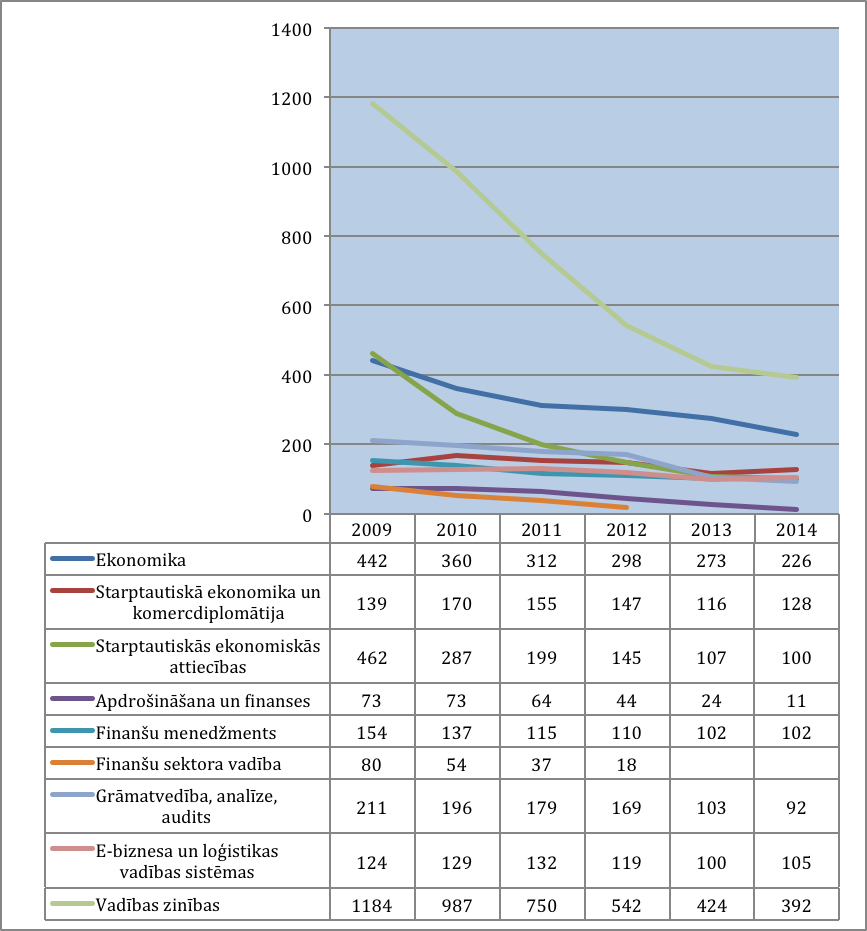 1400
1200
1000
800
600
400
200
0
2009 2010 2011 2012 2013 2014
Ekonomika 442 360 312 298 273 226
Starptautiskā ekonomika un
komercdiplomātija 139 170 155 147 116 128
Starptautiskās ekonomiskās
attiecības 462 287 199 145 107 100
Apdrošināšana un finanses 73 73 64 44 24 11
Finanšu menedžments 154 137 115 110 102 102
Finanšu sektora vadība 80 54 37 18
Grāmatvedība, analīze,
audits 211 196 179 169 103 92
E-biznesa un loģistikas
vadības sistēmas 124 129 132 119 100 105
Vadības zinības 1184 987 750 542 424 392